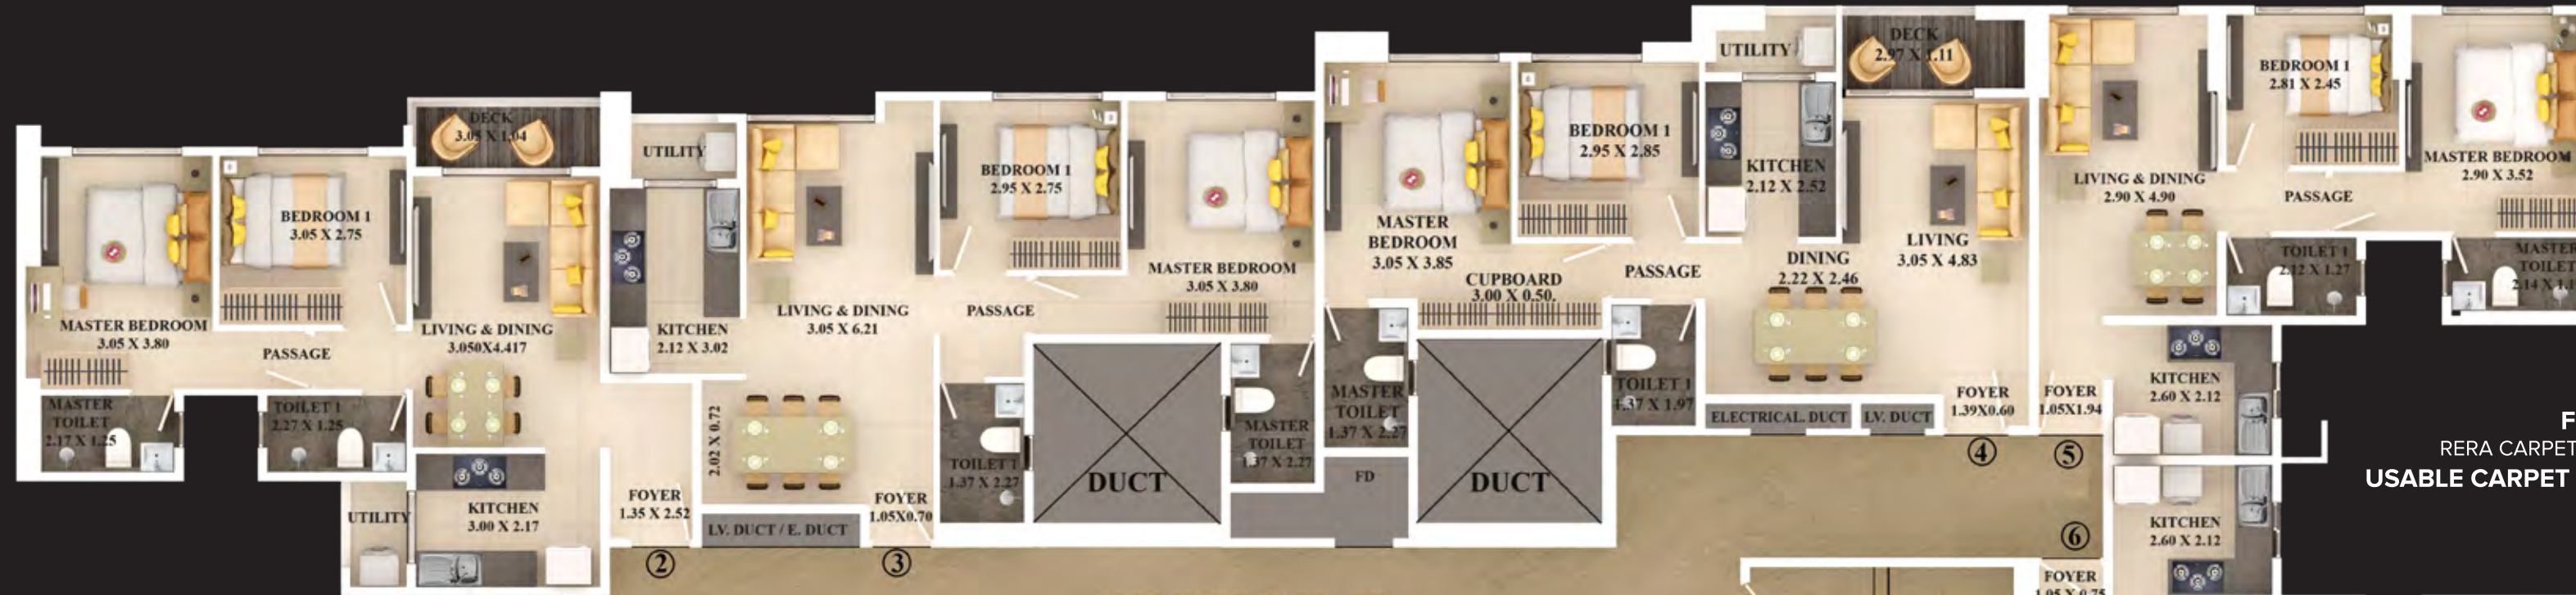 MASTER BEDROOM
3.05 X 3.80
BEDROOM 1
3.05 X 2.75
DECK
3.05 X 1.04
LIVING & DINING
3.050X4.417
PASSAGE
MASTER
TOILET
2.17 X 1.25
TOILET 1
2.27 X 1.25
UTILITY
KITCHEN
3.00 X 2.17
FOYER
1.35 X 2.52
2
UTILITY
KITCHEN
2.12 X 3.02
LIVING & DINING
3.05 X 6.21
2.02 X 0.72
LV. DUCT / E. DUCT
FOYER
1.05X0.70
3
BEDROOM 1
2.95 X 2.75
MASTER BEDROOM
3.05 X 3.80
PASSAGE
TOILET 1
1.37 X 2.27
DUCT
MASTER
TOILET
1.37 X 2.27
MASTER
BEDROOM
3.05 X 3.85
BEDROOM 1
2.95 X 2.85
CUPBOARD
3.00 X 0.50.
PASSAGE
MASTER
TOILET
1.37 X 2.27
FD
DUCT
TOILET 1
1.37 X 1.97
UTILITY
KITCHEN
2.12 X 2.52
DECK
2.97 X 1.11
DINING
2.22 X 2.46
LIVING
3.05 X 4.83
ELECTRICAL. DUCT
LV. DUCT
FOYER
1.39X0.60
4
FOYER
1.05X1.94
5
LIVING & DINING
2.90 X 4.90
BEDROOM 1
2.81 X 2.45
MASTER BEDROOM
2.90 X 3.52
PASSAGE
TOILET 1
2.12 X 1.27
MASTER
TOILET
KITCHEN
2.60 X 2.12
KITCHEN
2.60 X 2.12
6
FOYER
1.05 X 0.75
F
RERA CARPET
USABLE CARPET